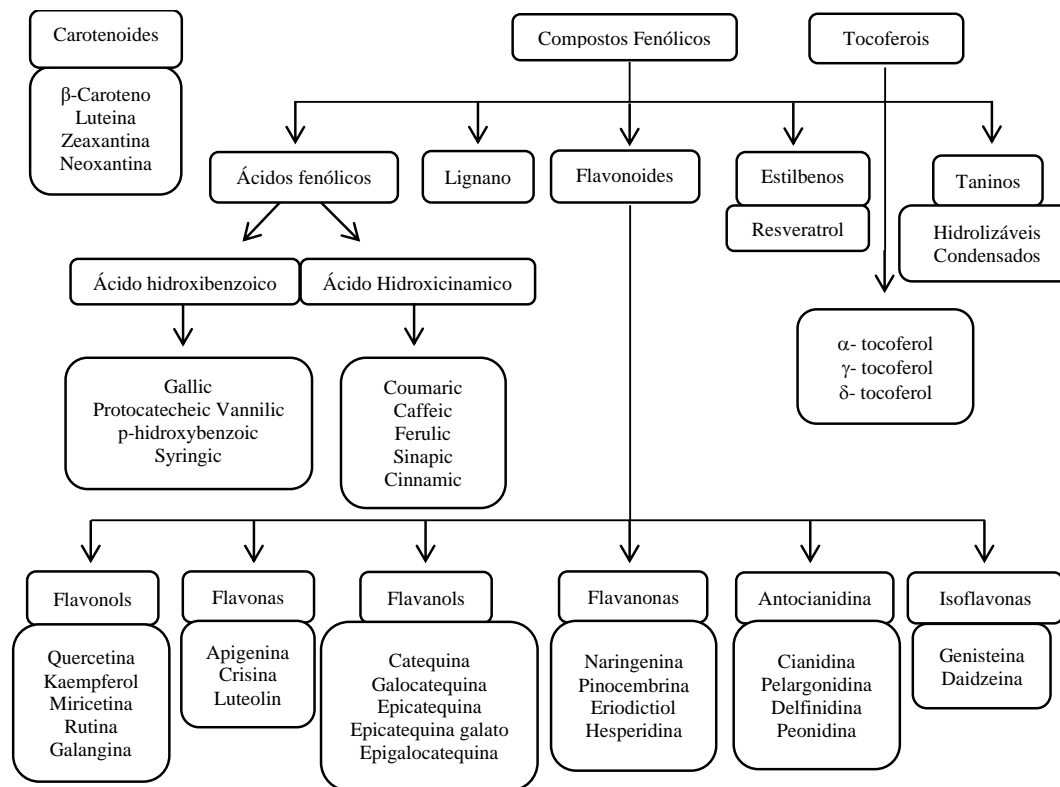 Carotenoides
β-Caroteno
Luteina
Zeaxantina
Neoxantina
Compostos Fenólicos
Tocoferois
Ácidos fenólicos
Lignano
Flavonoides
Estilbenos
Resveratrol
Taninos
Hidrolizáveis
Condensados
Ácido hidroxibenzoico
Ácido Hidroxicinamico
Gallic
Protocatecheic Vannilic
p-hidroxybenzoic
Syringic
Coumaric
Caffeic
Ferulic
Sinapic
Cinnamic
α- tocoferol
γ- tocoferol
δ- tocoferol
Flavonols
Quercetina
Kaempferol
Miricetina
Rutina
Galangina
Flavonas
Apigenina
Crisina
Luteolin
Flavanols
Catequina
Galocatequina
Epicatequina
Epicatequina galato
Epigalocatequina
Flavanonas
Naringenina
Pinocembrina
Eriodictiol
Hesperidina
Antocianidina
Cianidina
Pelargonidina
Delfinidina
Peonidina
Isoflavonas
Genisteina
Daidzeina